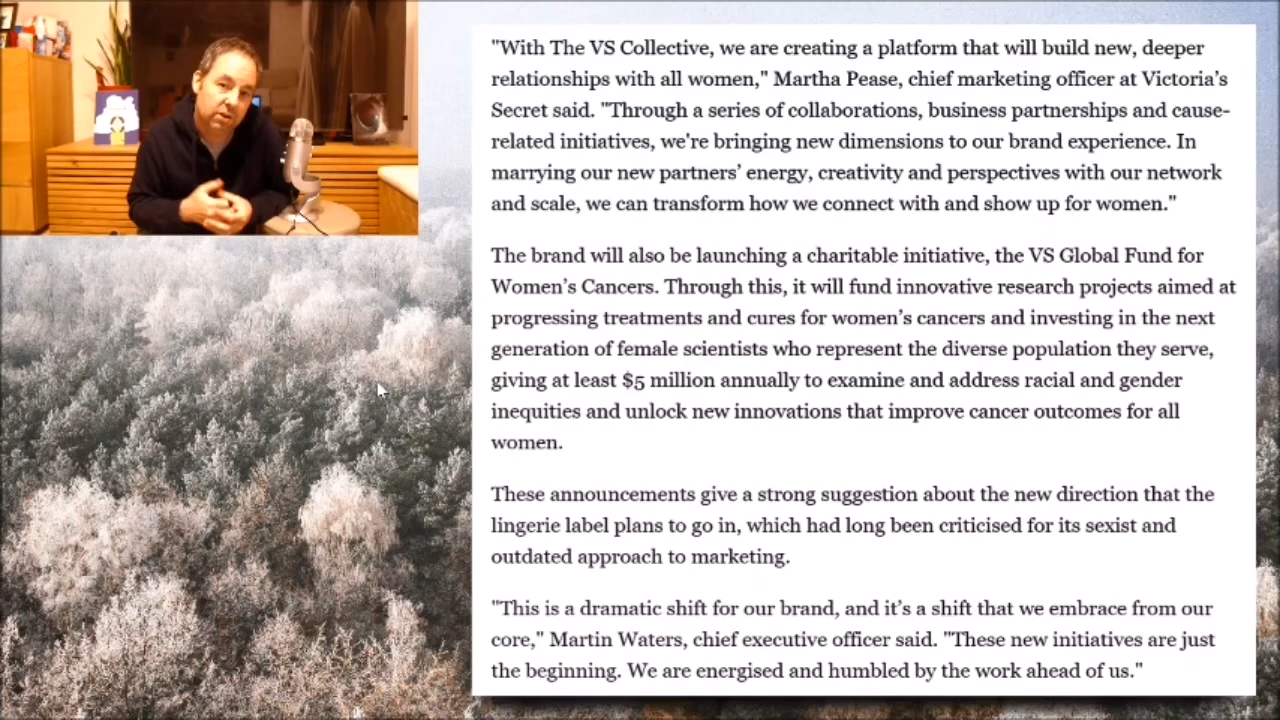 "With The VS Collective, we are creating a platform that will build new, deeper
relationships with all women," Martha Pease, chief marketing officer at Victoria's
Secret said. "Through a series of collaborations, business partnerships and cause-
related initiatives, we're bringing new dimensions to our brand experience. In
marrying our new partners' energy, creativity and perspectives with our network
and scale, we can transform how we connect with and show up for women."
The brand will also be launching a charitable initiative, the VS Global Fund for
Women's Cancers. Through this, it will fund innovative research projects aimed at
progressing treatments and cures for women's cancers and investing in the next
generation of female scientists who represent the diverse population they serve,
giving at least $5 million annually to examine and address racial and gender
inequities and unlock new innovations that improve cancer outcomes for all
women.
These announcements give a strong suggestion about the new direction that the
lingerie label plans to go in, which had long been criticised for its sexist and
outdated approach to marketing.
"This is a dramatic shift for our brand, and it's a shift that we embrace from our
core," Martin Waters, chief executive officer said. "These new initiatives are just
the beginning. We are energised and humbled by the work ahead of us."